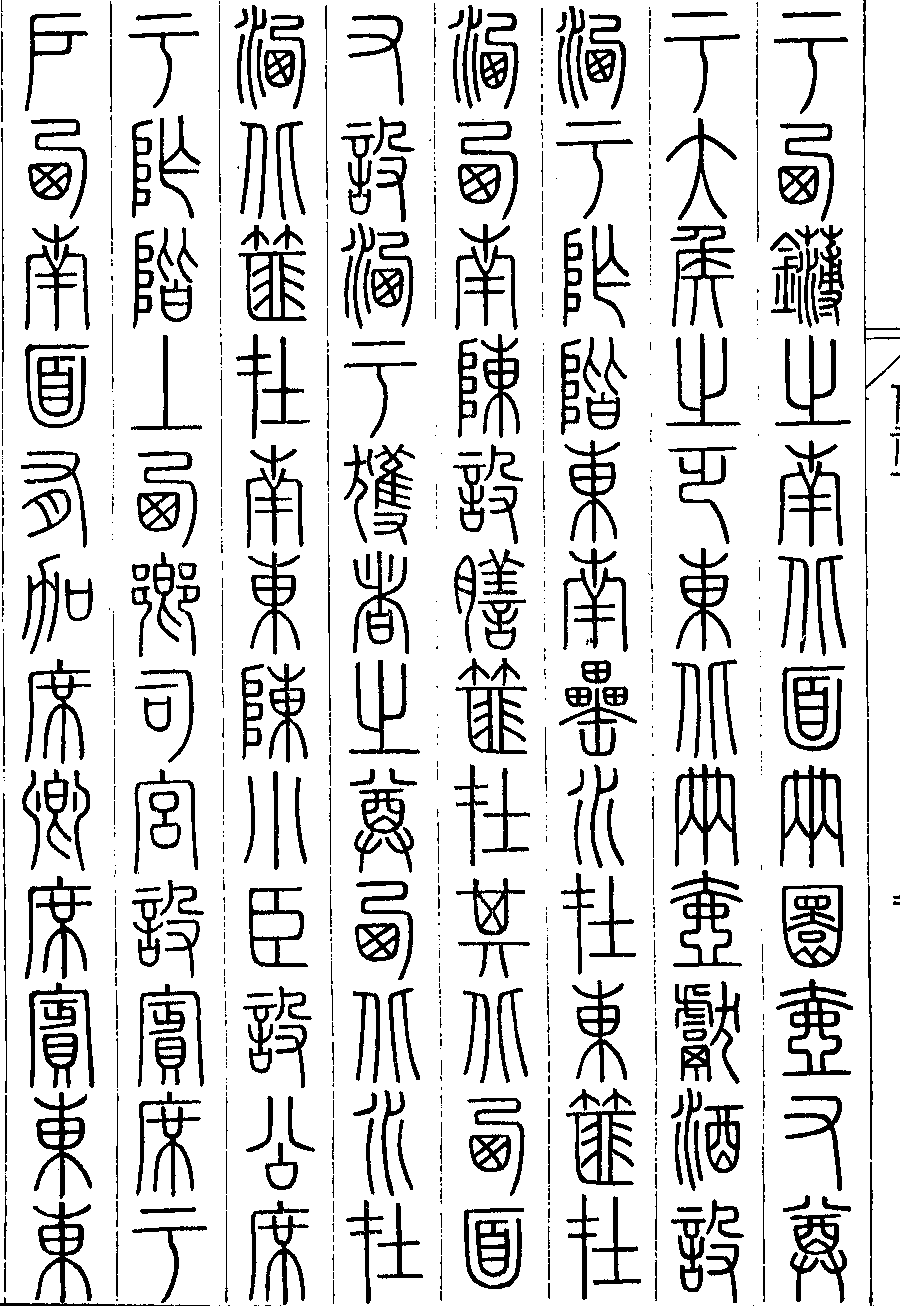 于西鑮之南北面兩圜壺又尊
于大侯之乏東北兩壺獻酒設
洗于阼階東南罍水在東篚在
洗西南陳設膳篚在其北西面
又設洗于獲者之尊西北水在
洗北篚在南東陳小臣設公席
于阼階上西鄉司宮設賓席于
戶西南面有加席卿席賓東東